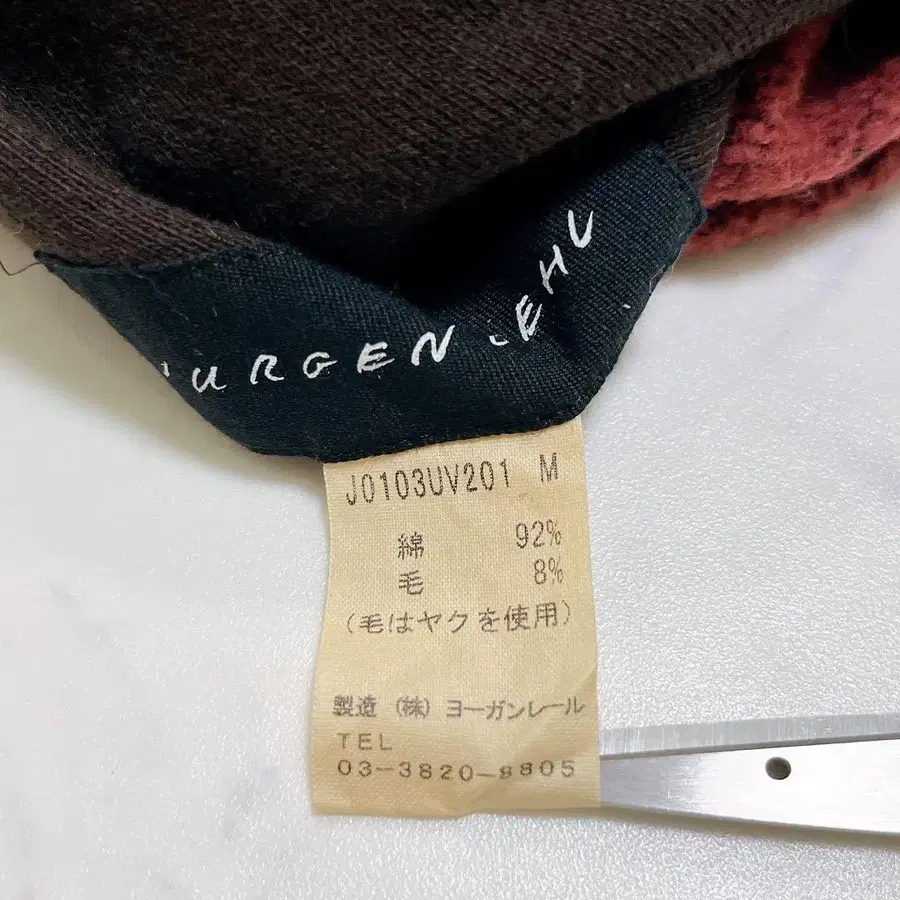 URGEN LEHL
J0103UV201 M
綿 92%
毛 8%
(毛はヤクを使用)
製造 (株) ヨーガンレール
TEL
03-3820-8805